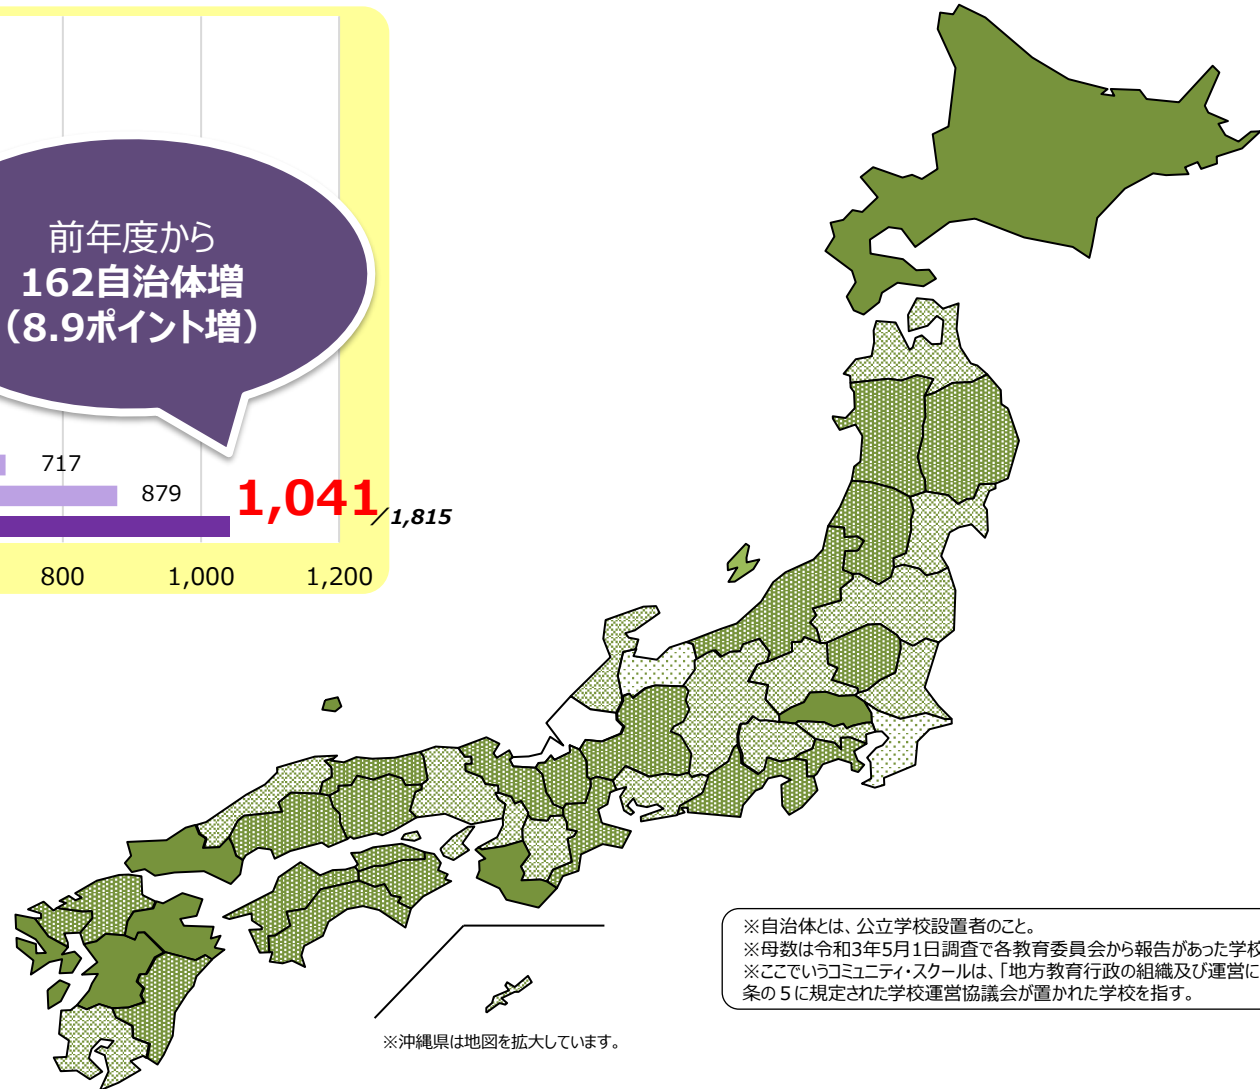 前年度から
162自治体増
（8.9ポイント増）
717
879
1,041／1,815
800 1,000 1,200
※自治体とは、公立学校設置者のこと。
※母数は令和3年5月1日調査で各教育委員会から報告があった学校
※ここでいうコミュニティ・スクールは、「地方教育行政の組織及び運営に
条の５に規定された学校運営協議会が置かれた学校を指す。
※沖縄県は地図を拡大しています。